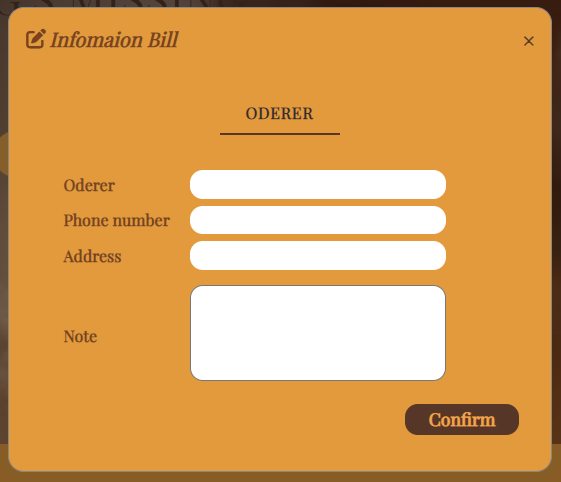 Infomaion Bill
×
ODERER
Oderer
Phone number
Address
Note
Confirm